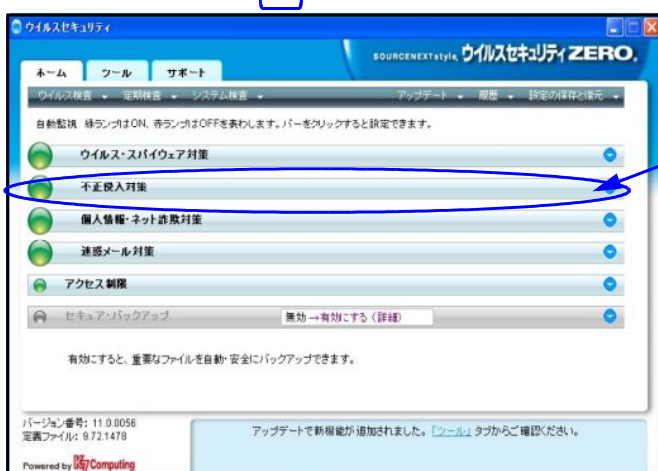 ウイルスセキュリティ
SOURCENEXT style, ウイルスセキュリティ ZERO.
ホーム ツール サポート
ウイルス検査 定期検査 システム検査 アップデート 履歴 設定の保存と復元
自動監視 緑ランプはON、赤ランプはOFFを表わします。バーをクリックすると設定できます。
ウイルス・スパイウェア対策
不正侵入対策
個人情報・ネット詐欺対策
迷惑メール対策
アクセス制限
セキュア・バックアップ 無効→有効にする（詳細）
有効にすると、重要なファイルを自動・安全にバックアップできます。
バージョン番号: 11.0.0056
定義ファイル: 9.72.1478
アップデートで新機能が追加されました。「ツール」タブからご確認ください。
Powered by K7 Computing